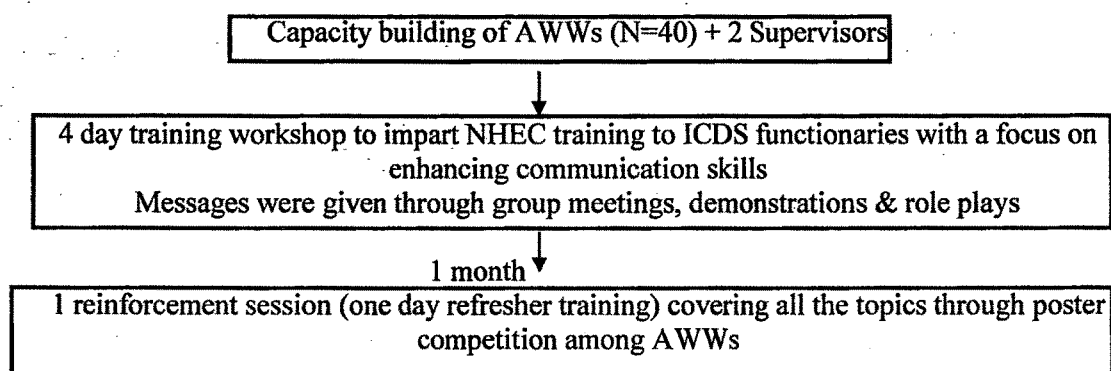 Capacity building of AWWs (N=40) + 2 Supervisors
4 day training workshop to impart NHEC training to ICDS functionaries with a focus on
enhancing communication skills
Messages were given through group meetings, demonstrations & role plays
1 month
1 reinforcement session (one day refresher training) covering all the topics through poster
competition among AWWs